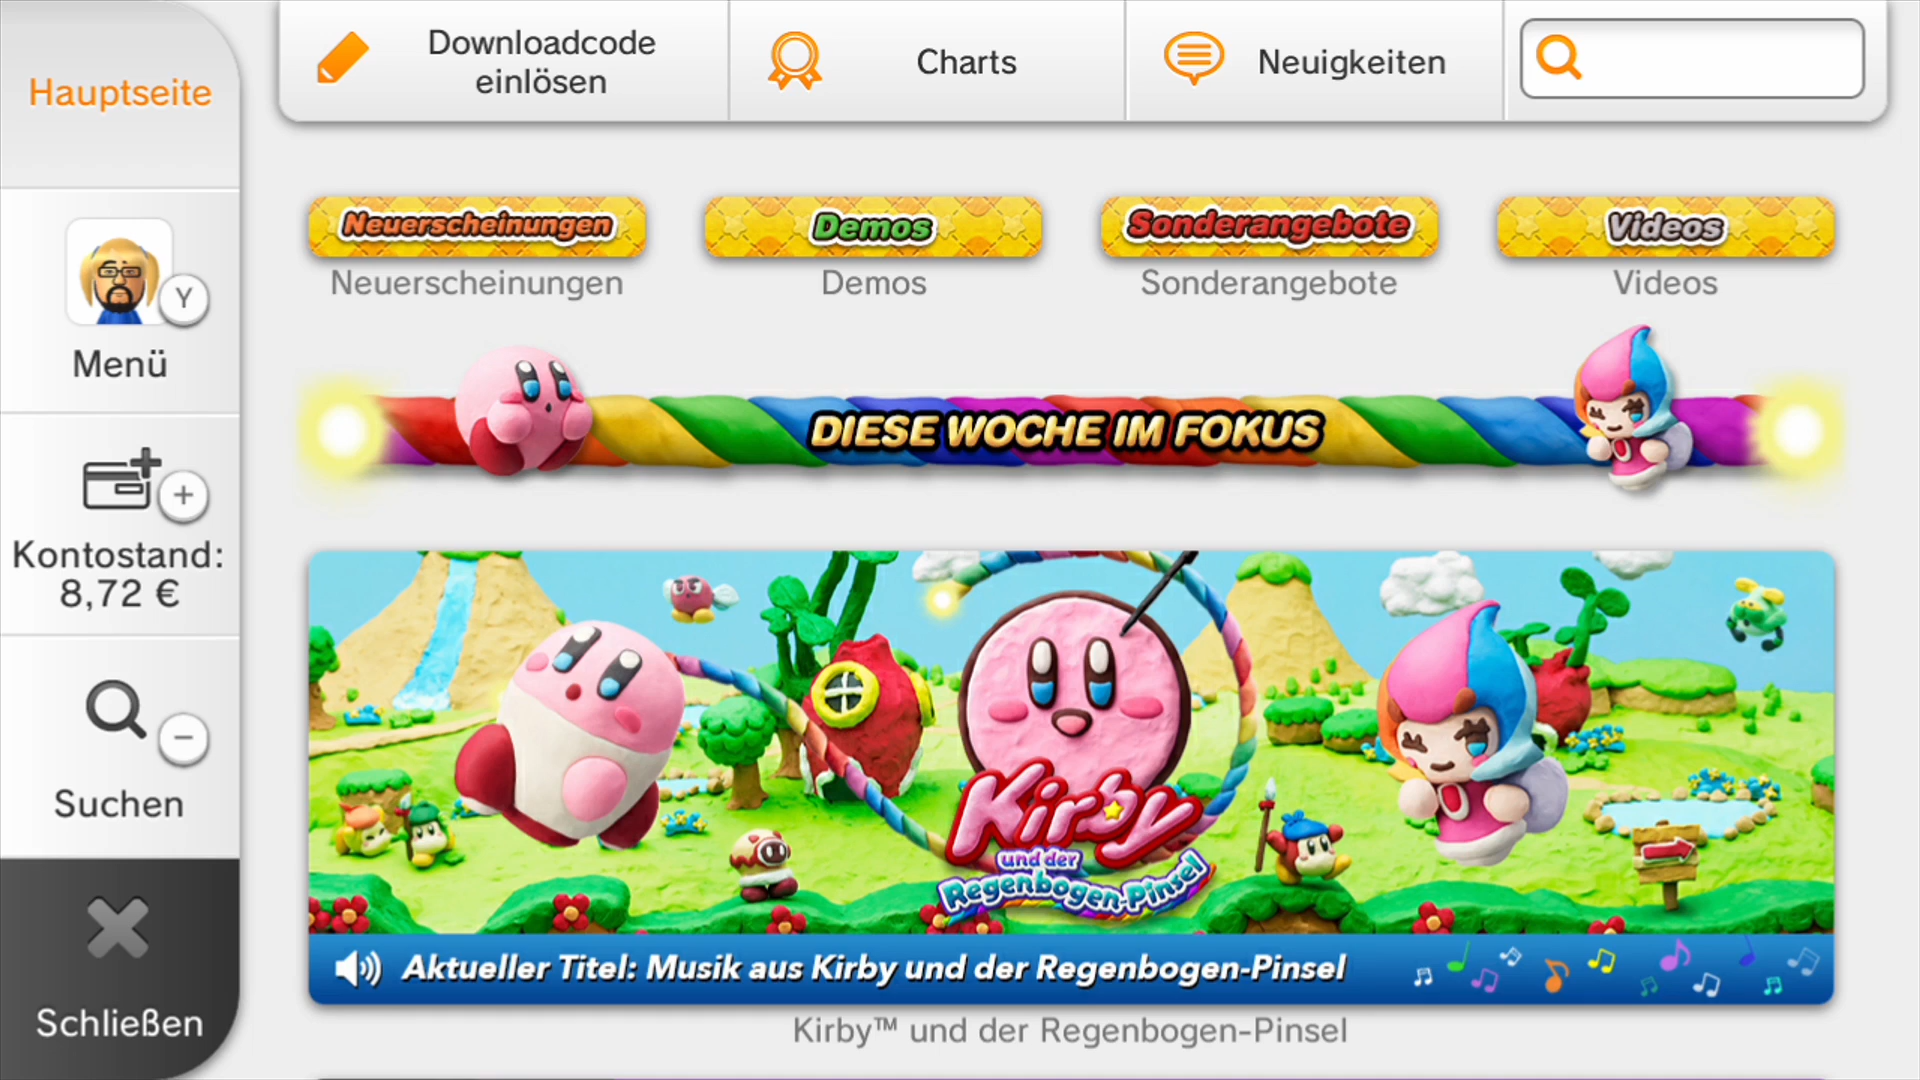 Hauptseite
Downloadcode
einlösen
Charts
Neuigkeiten
Neuerscheinungen
Demos
Sonderangebote
Videos
Neuerscheinungen
Demos
Sonderangebote
Videos
Y
Menü
DIESE WOCHE IM FOKUS
+
Kontostand:
8,72 €
−
Suchen
Kirby
und der
Regenbogen-Pinsel
Aktueller Titel: Musik aus Kirby und der Regenbogen-Pinsel
Schließen
Kirby™ und der Regenbogen-Pinsel